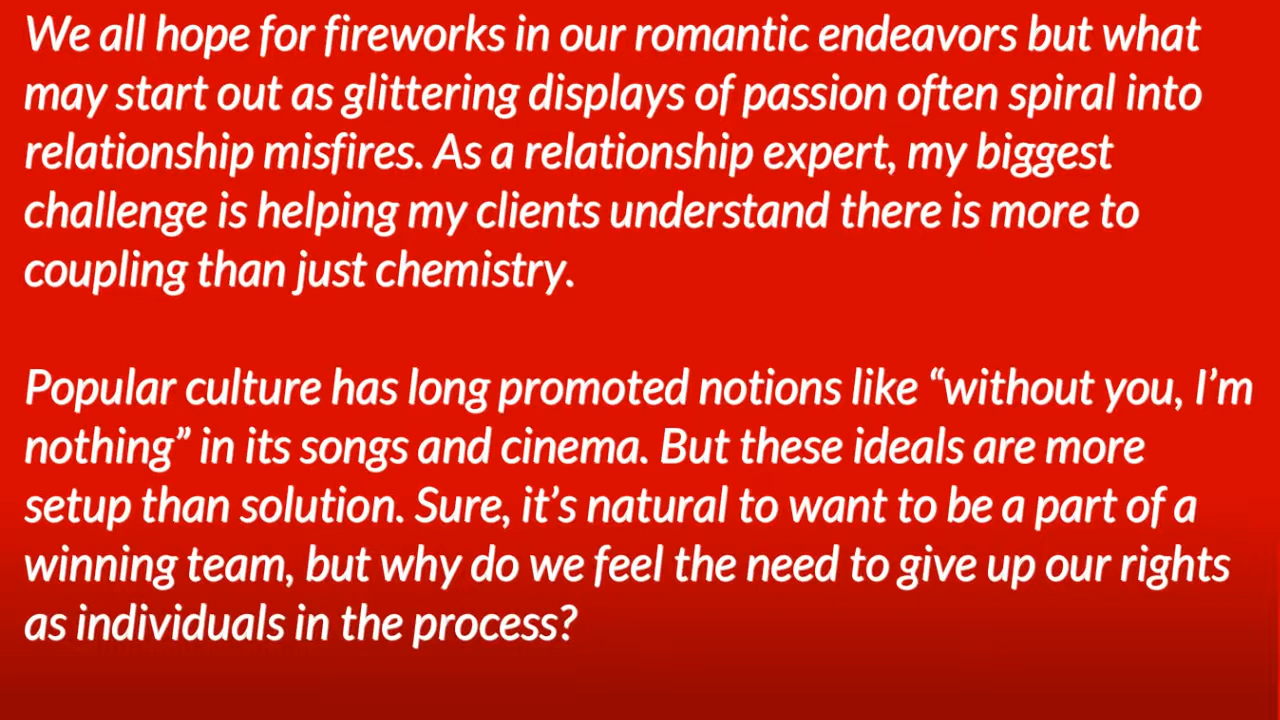 We all hope for fireworks in our romantic endeavors but what
may start out as glittering displays of passion often spiral into
relationship misfires. As a relationship expert, my biggest
challenge is helping my clients understand there is more to
coupling than just chemistry.
Popular culture has long promoted notions like “without you, I’m
nothing” in its songs and cinema. But these ideals are more
setup than solution. Sure, it’s natural to want to be a part of a
winning team, but why do we feel the need to give up our rights
as individuals in the process?